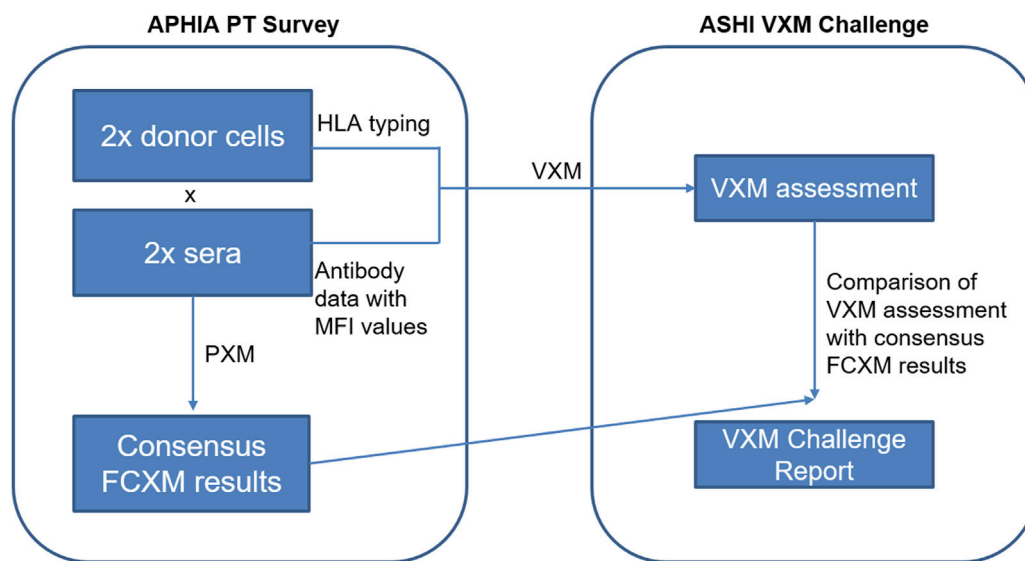 APHIA PT Survey
2x donor cells
HLA typing
x
2x sera
Antibody
data with
MFI values
PXM
Consensus
FCXM results
VXM
ASHI VXM Challenge
VXM assessment
Comparison of
VXM assessment
with consensus
FCXM results
VXM Challenge
Report